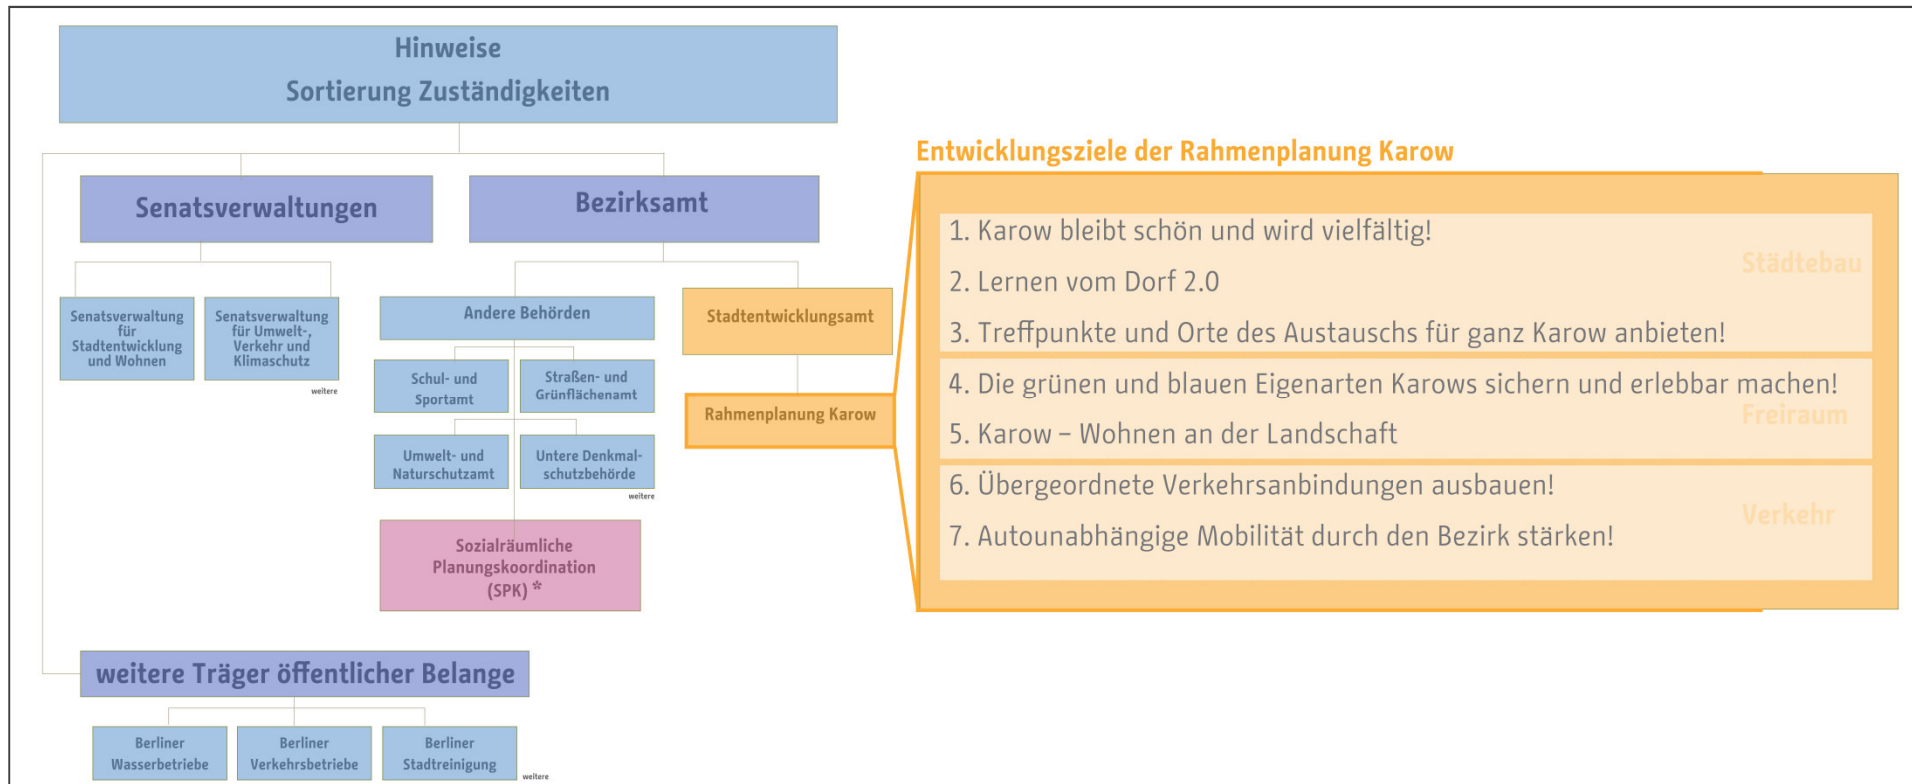 Hinweise
Sortierung Zuständigkeiten
Senatsverwaltungen
Bezirksamt
Senatsverwaltung
für
Stadtentwicklung
und Wohnen
Senatsverwaltung
für Umwelt-,
Verkehr und
Klimaschutz
weitere
Andere Behörden
Schul- und
Sportamt
Straßen- und
Grünflächenamt
Umwelt- und
Naturschutzamt
Untere Denkmal-
schutzbehörde
weitere
Sozialräumliche
Planungskoordination
(SPK) *
Stadtentwicklungsamt
Rahmenplanung Karow
weitere Träger öffentlicher Belange
Berliner
Wasserbetriebe
Berliner
Verkehrsbetriebe
Berliner
Stadtreinigung
weitere
Entwicklungsziele der Rahmenplanung Karow
1. Karow bleibt schön und wird vielfältig!
Städtebau
2. Lernen vom Dorf 2.0
3. Treffpunkte und Orte des Austauschs für ganz Karow anbieten!
4. Die grünen und blauen Eigenarten Karows sichern und erlebbar machen!
Freiraum
5. Karow – Wohnen an der Landschaft
6. Übergeordnete Verkehrsanbindungen ausbauen!
Verkehr
7. Autounabhängige Mobilität durch den Bezirk stärken!